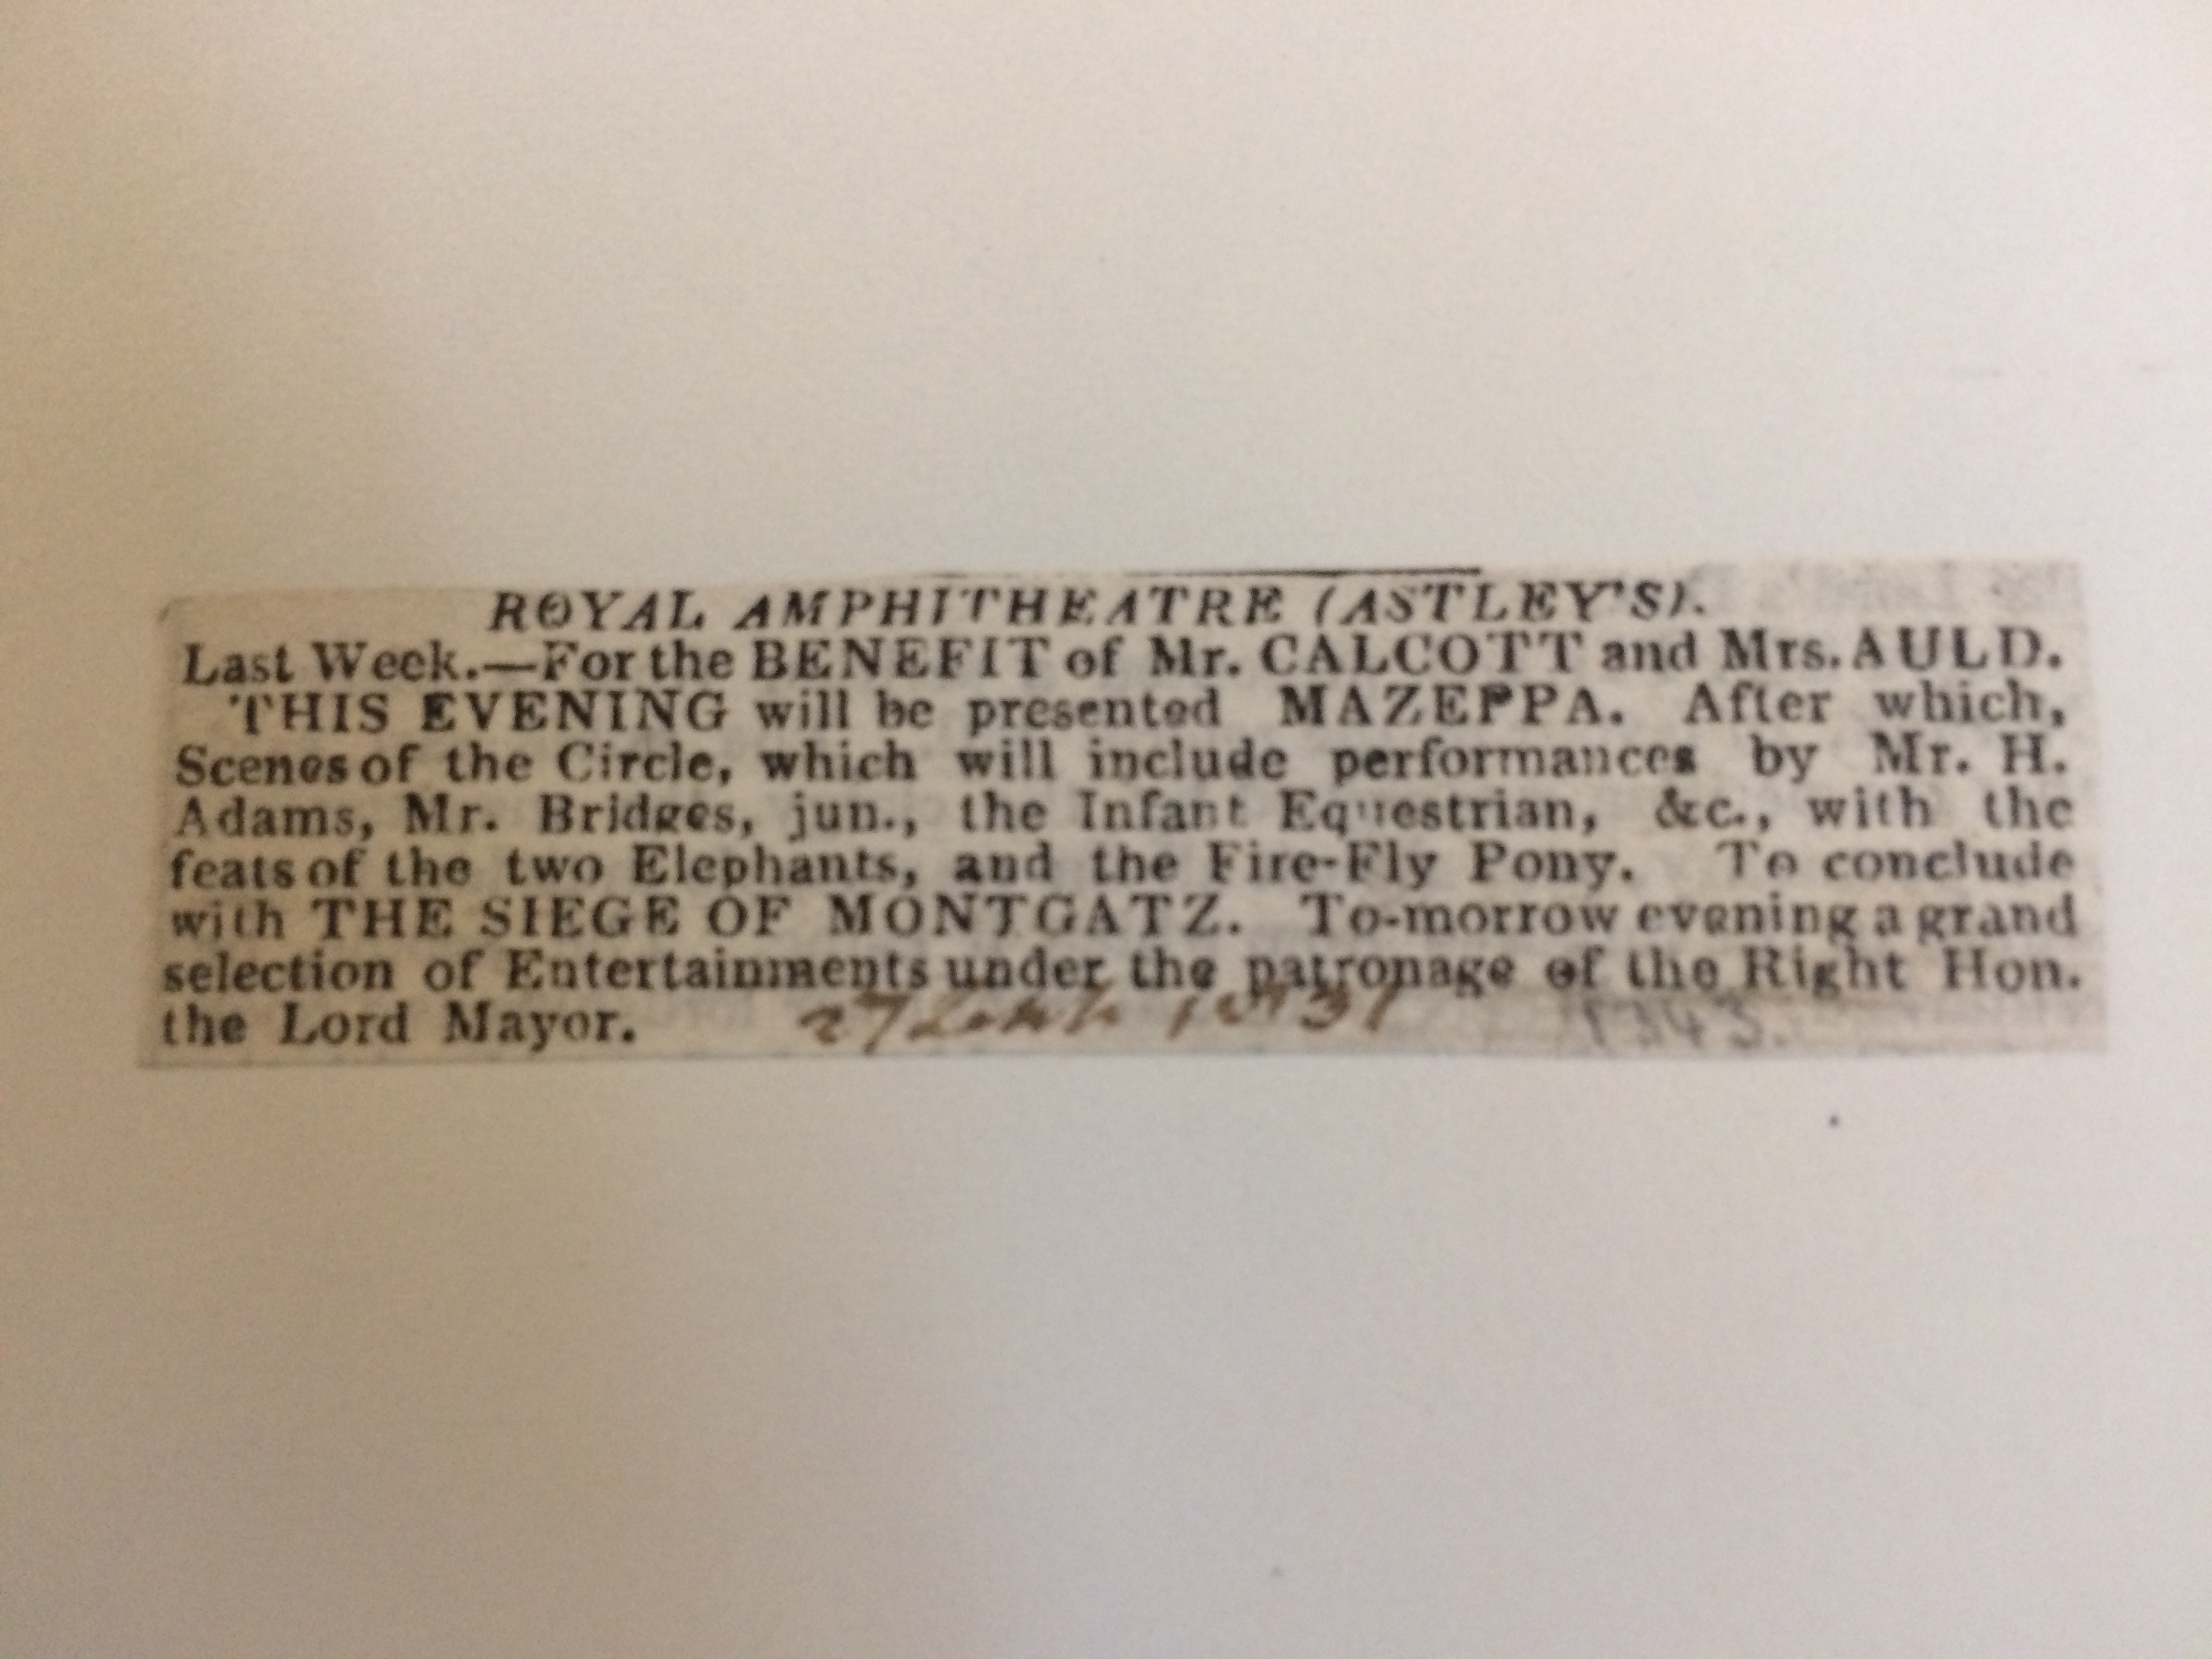 ROYAL AMPHITHEATRE (ASTLEY'S).
Last Week.—For the BENEFIT of Mr. CALCOTT and Mrs. AULD.
THIS EVENING will be presented MAZEPPA. After which,
Scenes of the Circle, which will include performances by Mr. H.
Adams, Mr. Bridges, jun., the Infant Equestrian, &c., with the
feats of the two Elephants, and the Fire-Fly Pony. To conclude
with THE SIEGE OF MONTGATZ. To-morrow evening a grand
selection of Entertainments under the patronage of the Right Hon.
the Lord Mayor. 27